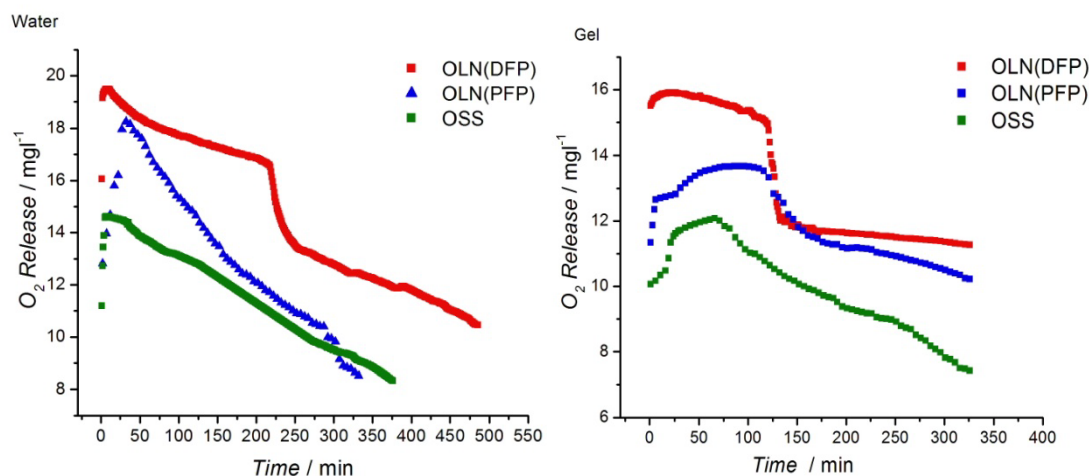 Water
OLN(DFP)
OLN(PFP)
OSS
O2 Release / mgl-1
20
18
16
14
12
10
8
0 50 100 150 200 250 300 350 400 450 500 550
Time / min
Gel
OLN(DFP)
OLN(PFP)
OSS
O2 Release / mgl-1
16
14
12
10
8
6
0 50 100 150 200 250 300 350 400
Time / min